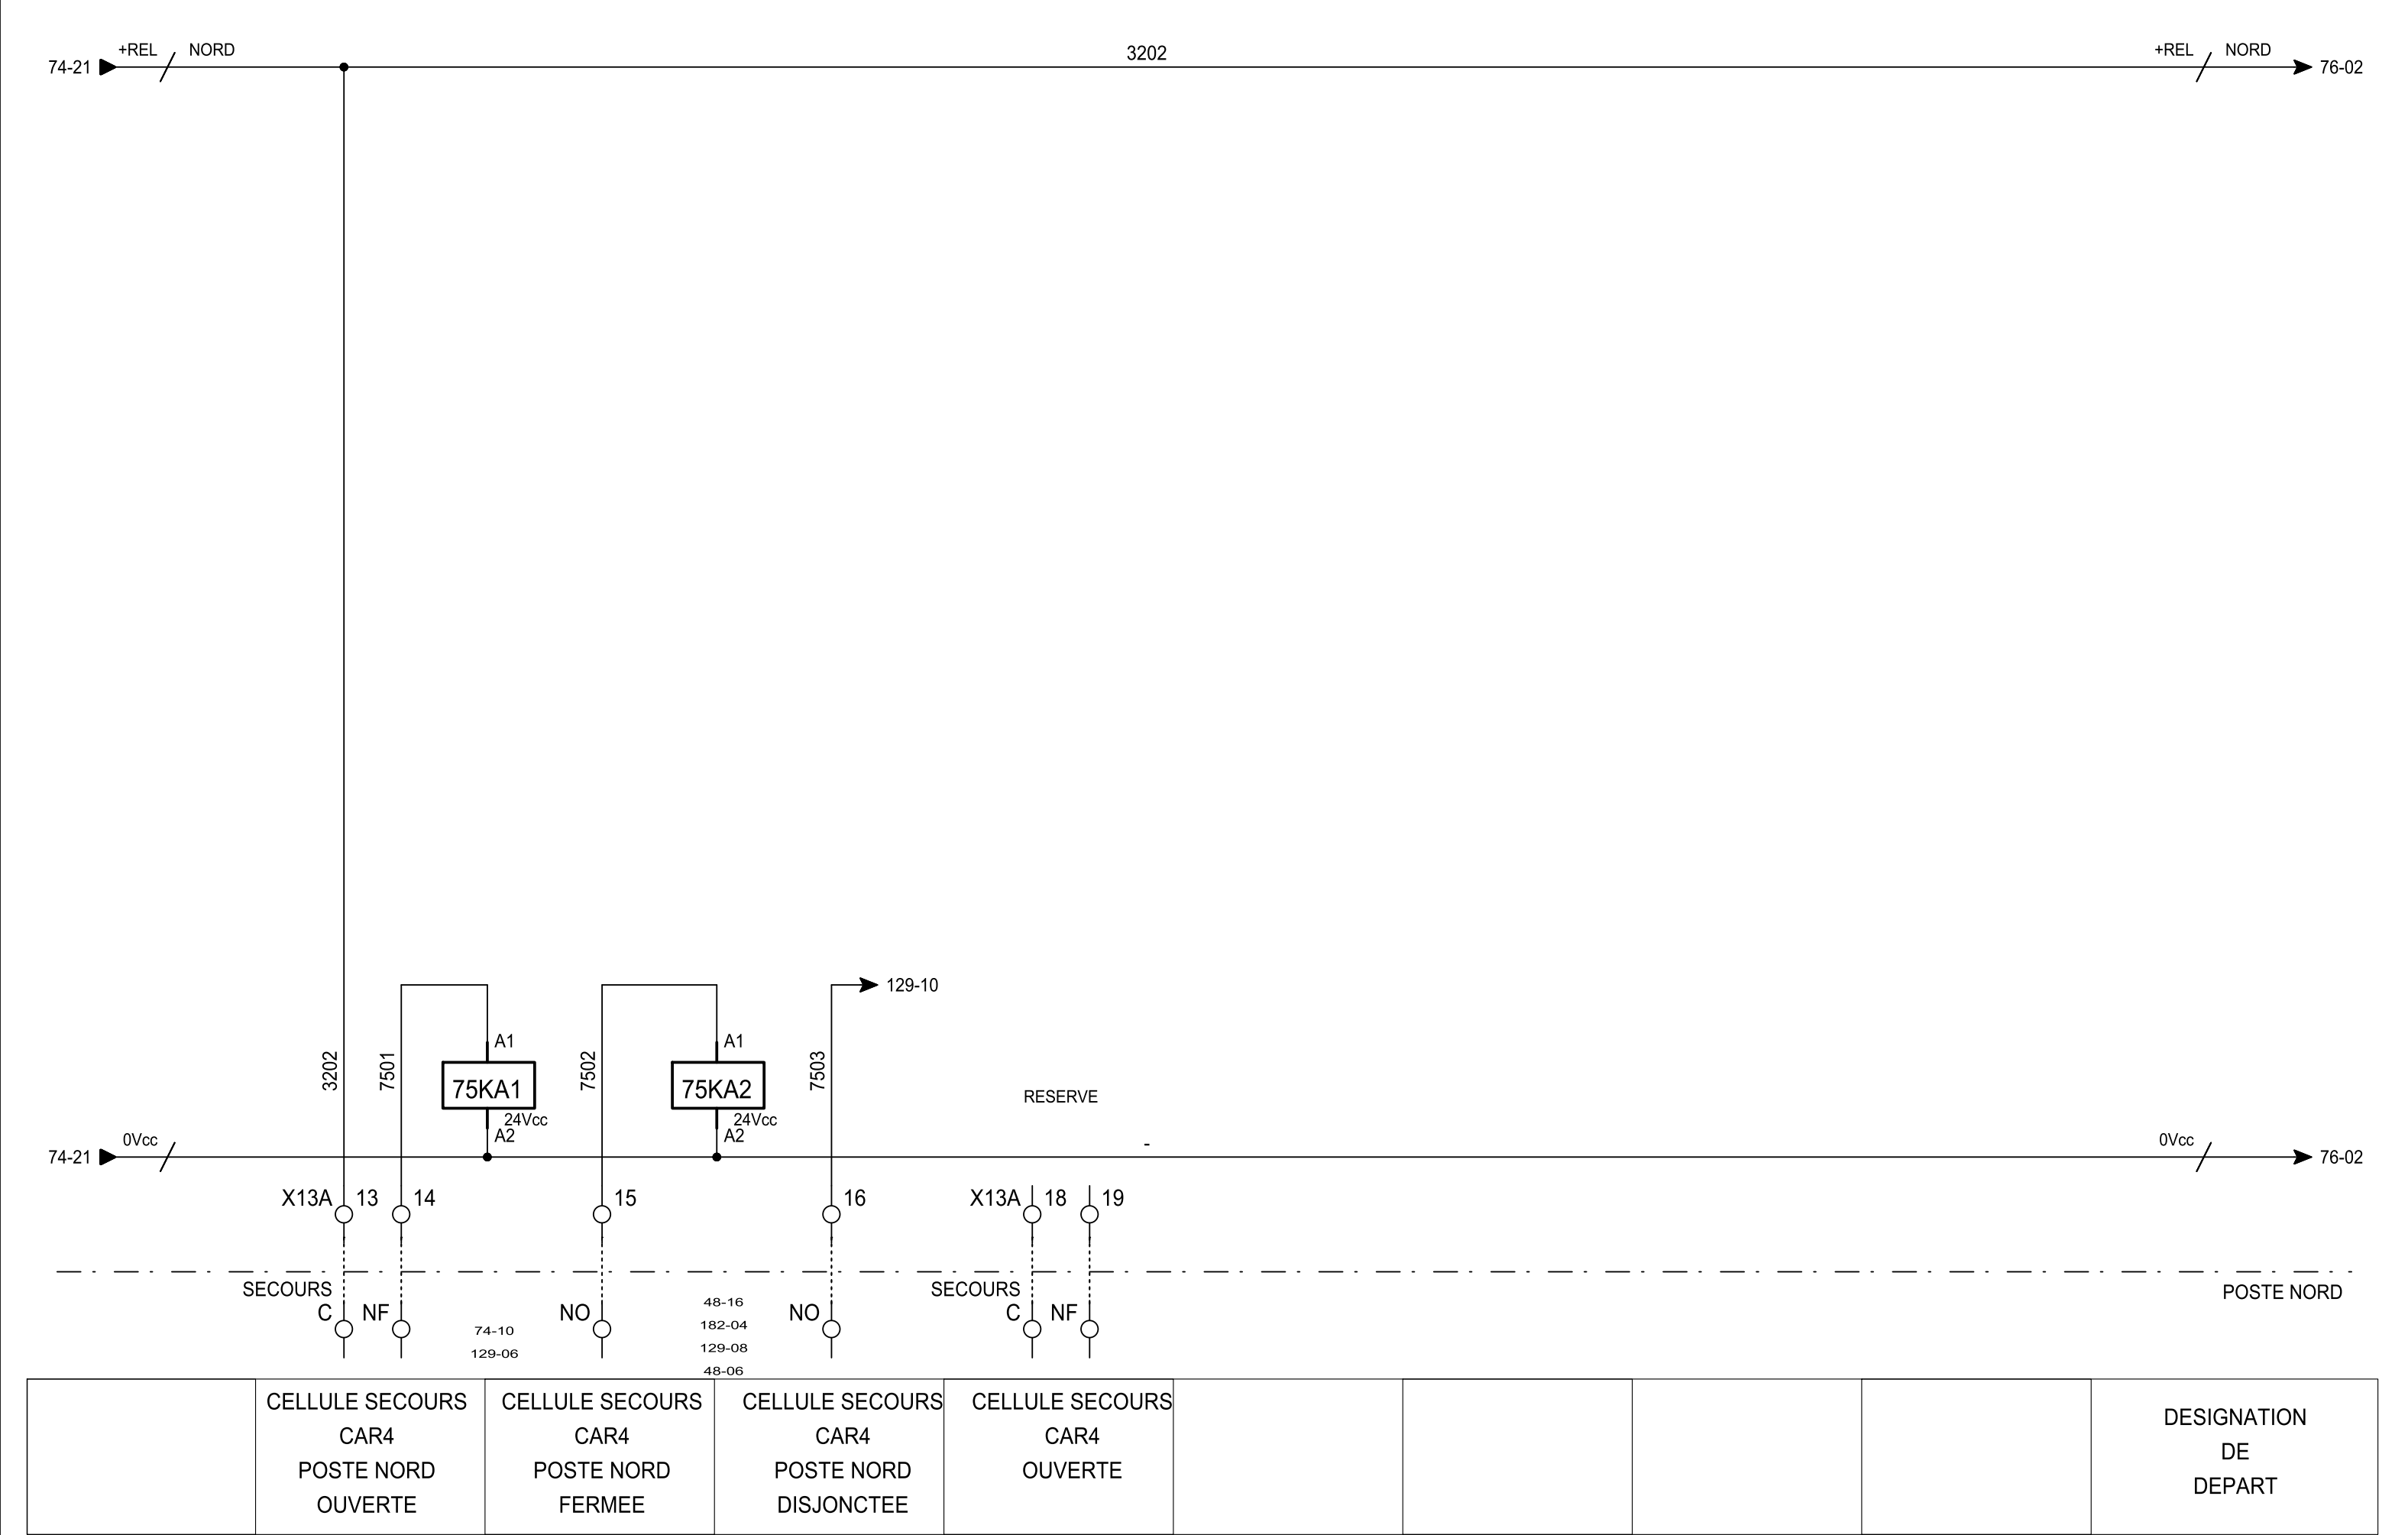 +REL NORD
74-21
3202
+REL NORD
76-02
129-10
3202
7501
A1
75KA1
24Vcc
A2
7502
A1
75KA2
24Vcc
A2
7503
RESERVE
-
0Vcc
74-21
0Vcc
76-02
X13A 13 14 15 16 X13A 18 19
SECOURS
C NF NO NO
SECOURS
C NF
POSTE NORD
74-10
129-06
48-16
182-04
129-08
48-06
CELLULE SECOURS
CAR4
POSTE NORD
OUVERTE
CELLULE SECOURS
CAR4
POSTE NORD
FERMEE
CELLULE SECOURS
CAR4
POSTE NORD
DISJONCTEE
CELLULE SECOURS
CAR4
OUVERTE
DESIGNATION
DE
DEPART